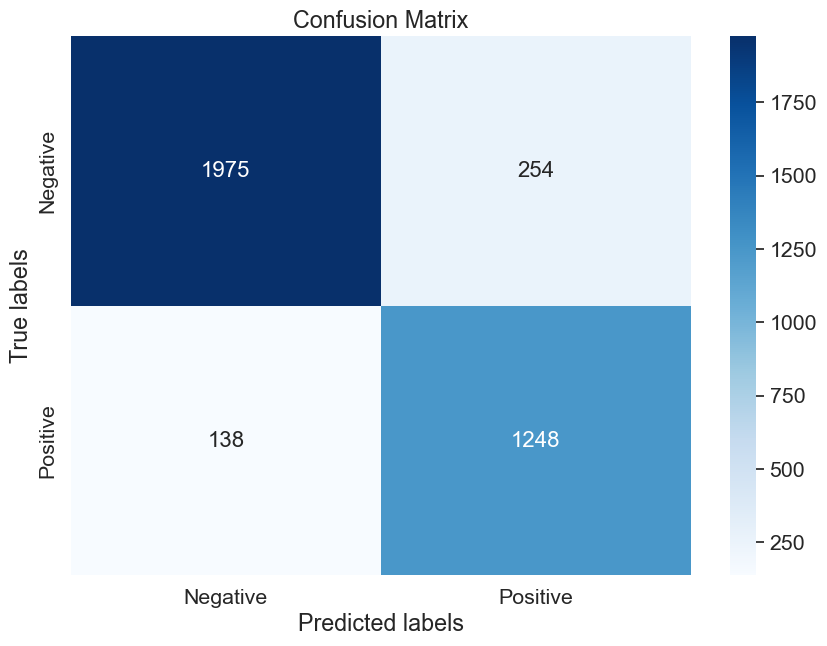 Confusion Matrix
True labels
Negative
Positive
1975
254
138
1248
Negative
Positive
Predicted labels
1750
1500
1250
1000
750
500
250